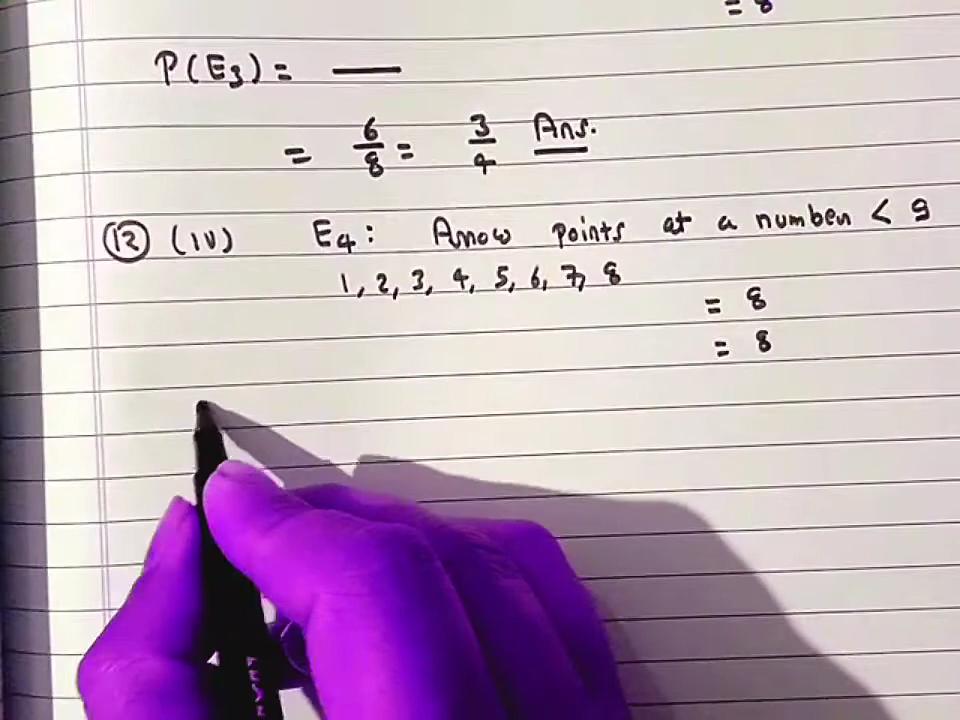 = 8
P(E3) = —
= 6/8 = 3/4 Ans.
12 (IV) E4: Arrow points at a number < 9
1, 2, 3, 4, 5, 6, 7, 8
= 8
= 8